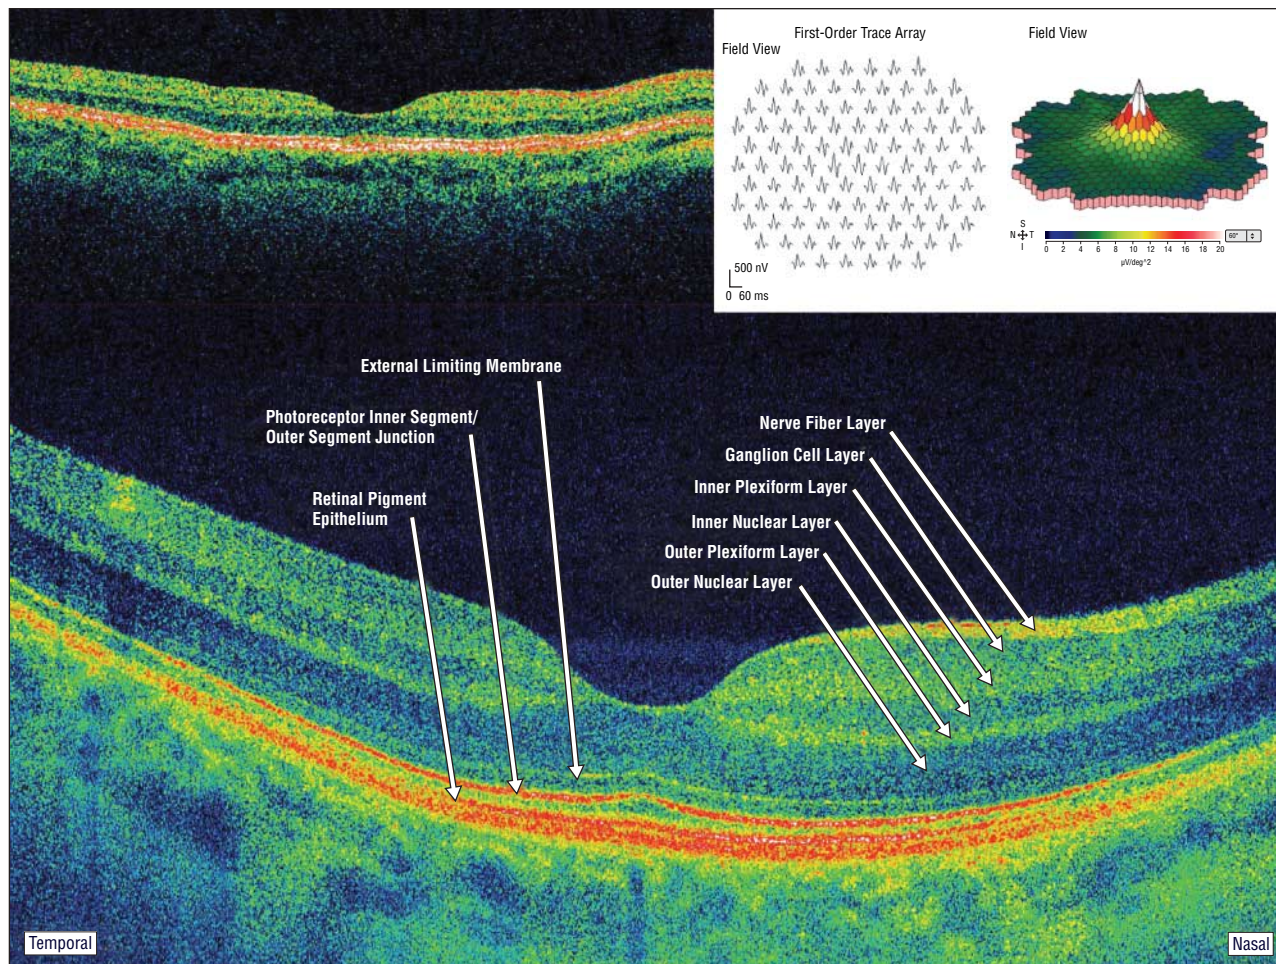 First-Order Trace Array
Field View
Field View
500 nV
0 60 ms
S
N T
I
0 2 4 6 8 10 12 14 16 18 20
µV/deg^2
60°
External Limiting Membrane
Photoreceptor Inner Segment/
Outer Segment Junction
Retinal Pigment
Epithelium
Nerve Fiber Layer
Ganglion Cell Layer
Inner Plexiform Layer
Inner Nuclear Layer
Outer Plexiform Layer
Outer Nuclear Layer
Temporal
Nasal